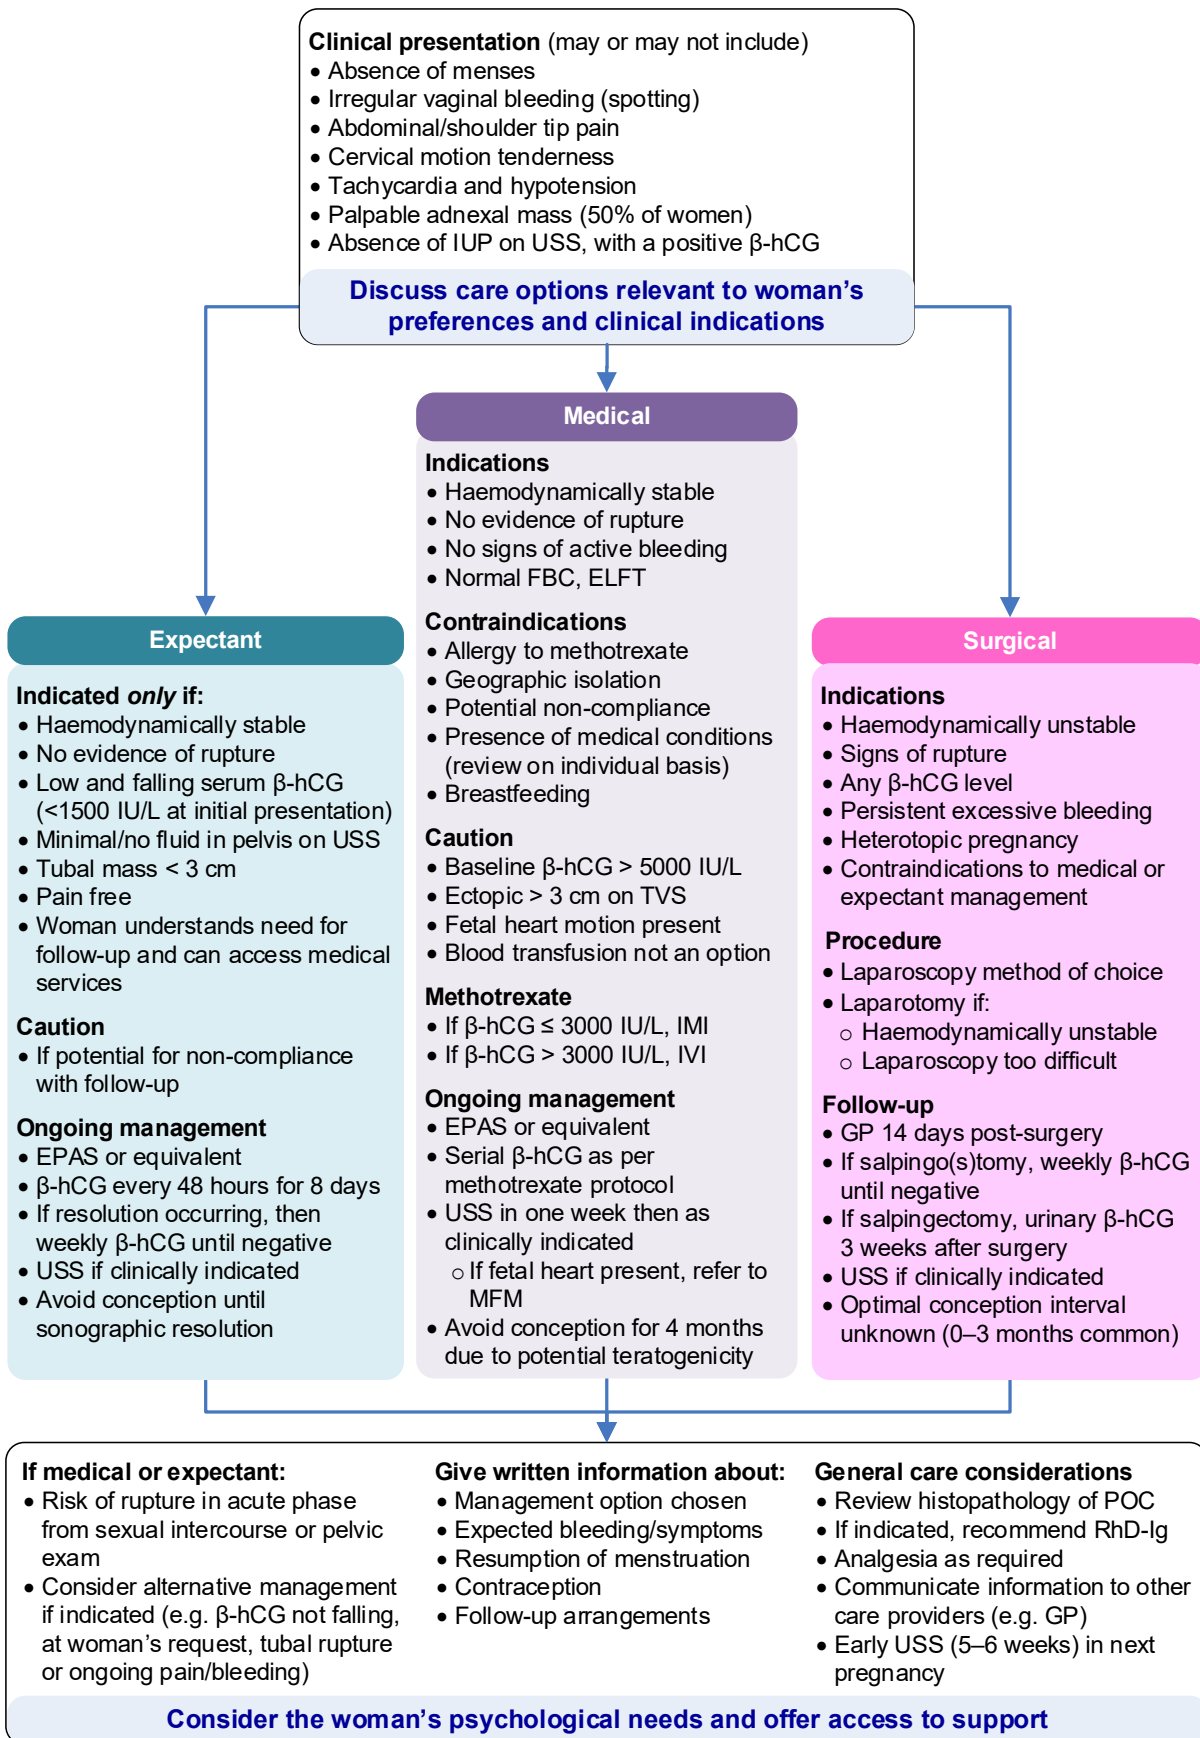 Clinical presentation (may or may not include)
• Absence of menses
• Irregular vaginal bleeding (spotting)
• Abdominal/shoulder tip pain
• Cervical motion tenderness
• Tachycardia and hypotension
• Palpable adnexal mass (50% of women)
• Absence of IUP on USS, with a positive β-hCG
Discuss care options relevant to woman’s
preferences and clinical indications
Expectant
Indicated only if:
• Haemodynamically stable
• No evidence of rupture
• Low and falling serum β-hCG
(<1500 IU/L at initial presentation)
• Minimal/no fluid in pelvis on USS
• Tubal mass < 3 cm
• Pain free
• Woman understands need for
follow-up and can access medical
services
Caution
• If potential for non-compliance
with follow-up
Ongoing management
• EPAS or equivalent
• β-hCG every 48 hours for 8 days
• If resolution occurring, then
weekly β-hCG until negative
• USS if clinically indicated
• Avoid conception until
sonographic resolution
Medical
Indications
• Haemodynamically stable
• No evidence of rupture
• No signs of active bleeding
• Normal FBC, ELFT
Contraindications
• Allergy to methotrexate
• Geographic isolation
• Potential non-compliance
• Presence of medical conditions
(review on individual basis)
• Breastfeeding
Caution
• Baseline β-hCG > 5000 IU/L
• Ectopic > 3 cm on TVS
• Fetal heart motion present
• Blood transfusion not an option
Methotrexate
• If β-hCG ≤ 3000 IU/L, IMI
• If β-hCG > 3000 IU/L, IVI
Ongoing management
• EPAS or equivalent
• Serial β-hCG as per
methotrexate protocol
• USS in one week then as
clinically indicated
o If fetal heart present, refer to
MFM
• Avoid conception for 4 months
due to potential teratogenicity
Surgical
Indications
• Haemodynamically unstable
• Signs of rupture
• Any β-hCG level
• Persistent excessive bleeding
• Heterotopic pregnancy
• Contraindications to medical or
expectant management
Procedure
• Laparoscopy method of choice
• Laparotomy if:
o Haemodynamically unstable
o Laparoscopy too difficult
Follow-up
• GP 14 days post-surgery
• If salpingo(s)tomy, weekly β-hCG
until negative
• If salpingectomy, urinary β-hCG
3 weeks after surgery
• USS if clinically indicated
• Optimal conception interval
unknown (0–3 months common)
If medical or expectant:
• Risk of rupture in acute phase
from sexual intercourse or pelvic
exam
• Consider alternative management
if indicated (e.g. β-hCG not falling,
at woman’s request, tubal rupture
or ongoing pain/bleeding)
Give written information about:
• Management option chosen
• Expected bleeding/symptoms
• Resumption of menstruation
• Contraception
• Follow-up arrangements
General care considerations
• Review histopathology of POC
• If indicated, recommend RhD-Ig
• Analgesia as required
• Communicate information to other
care providers (e.g. GP)
• Early USS (5–6 weeks) in next
pregnancy
Consider the woman’s psychological needs and offer access to support